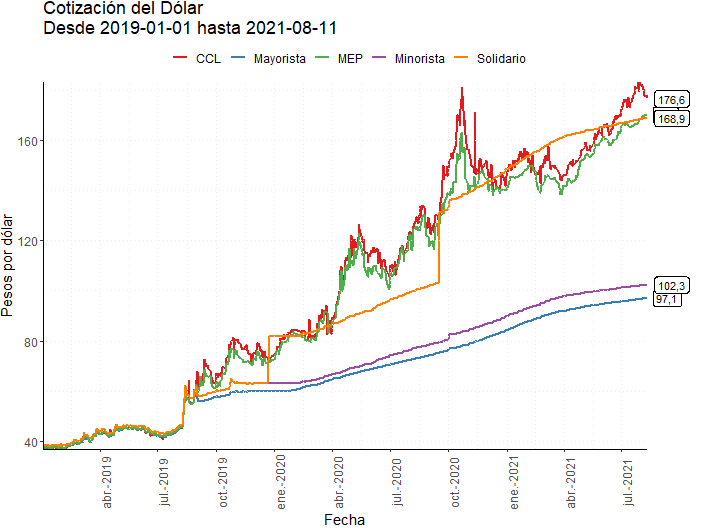 Cotización del Dólar
Desde 2019-01-01 hasta 2021-08-11
CCL Mayorista MEP Minorista Solidario
Pesos por dólar
160
120
80
40
176,6
168,9
102,3
97,1
abr.-2019
jul.-2019
oct.-2019
ene.-2020
abr.-2020
jul.-2020
oct.-2020
ene.-2021
abr.-2021
jul.-2021
Fecha